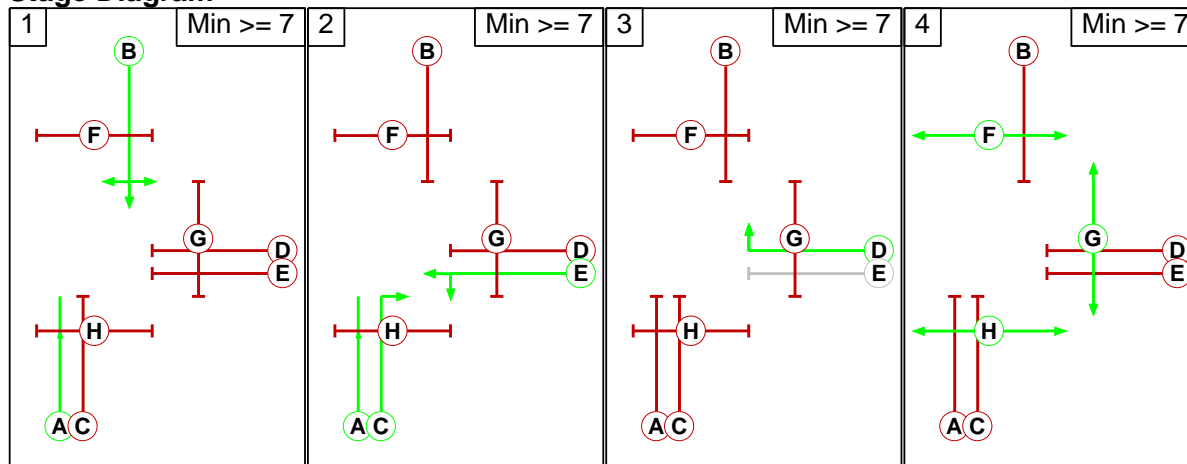 Stage Diagram
1 Min >= 7 2 Min >= 7 3 Min >= 7 4 Min >= 7
B B B B
F F F F
G G G G
D D D D
E E E E
H H H H
A C A C A C A C